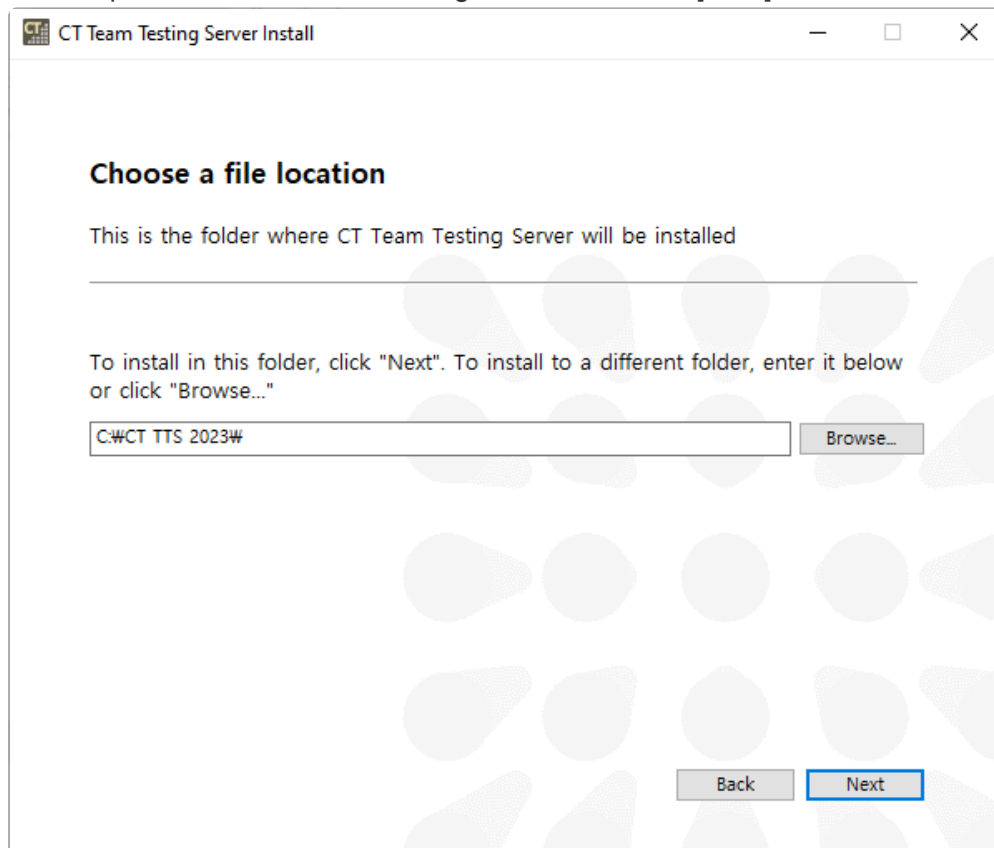 CT Team Testing Server Install
Choose a file location
This is the folder where CT Team Testing Server will be installed
To install in this folder, click "Next". To install to a different folder, enter it below
or click "Browse..."
C:₩CT TTS 2023₩
Browse...
Back
Next